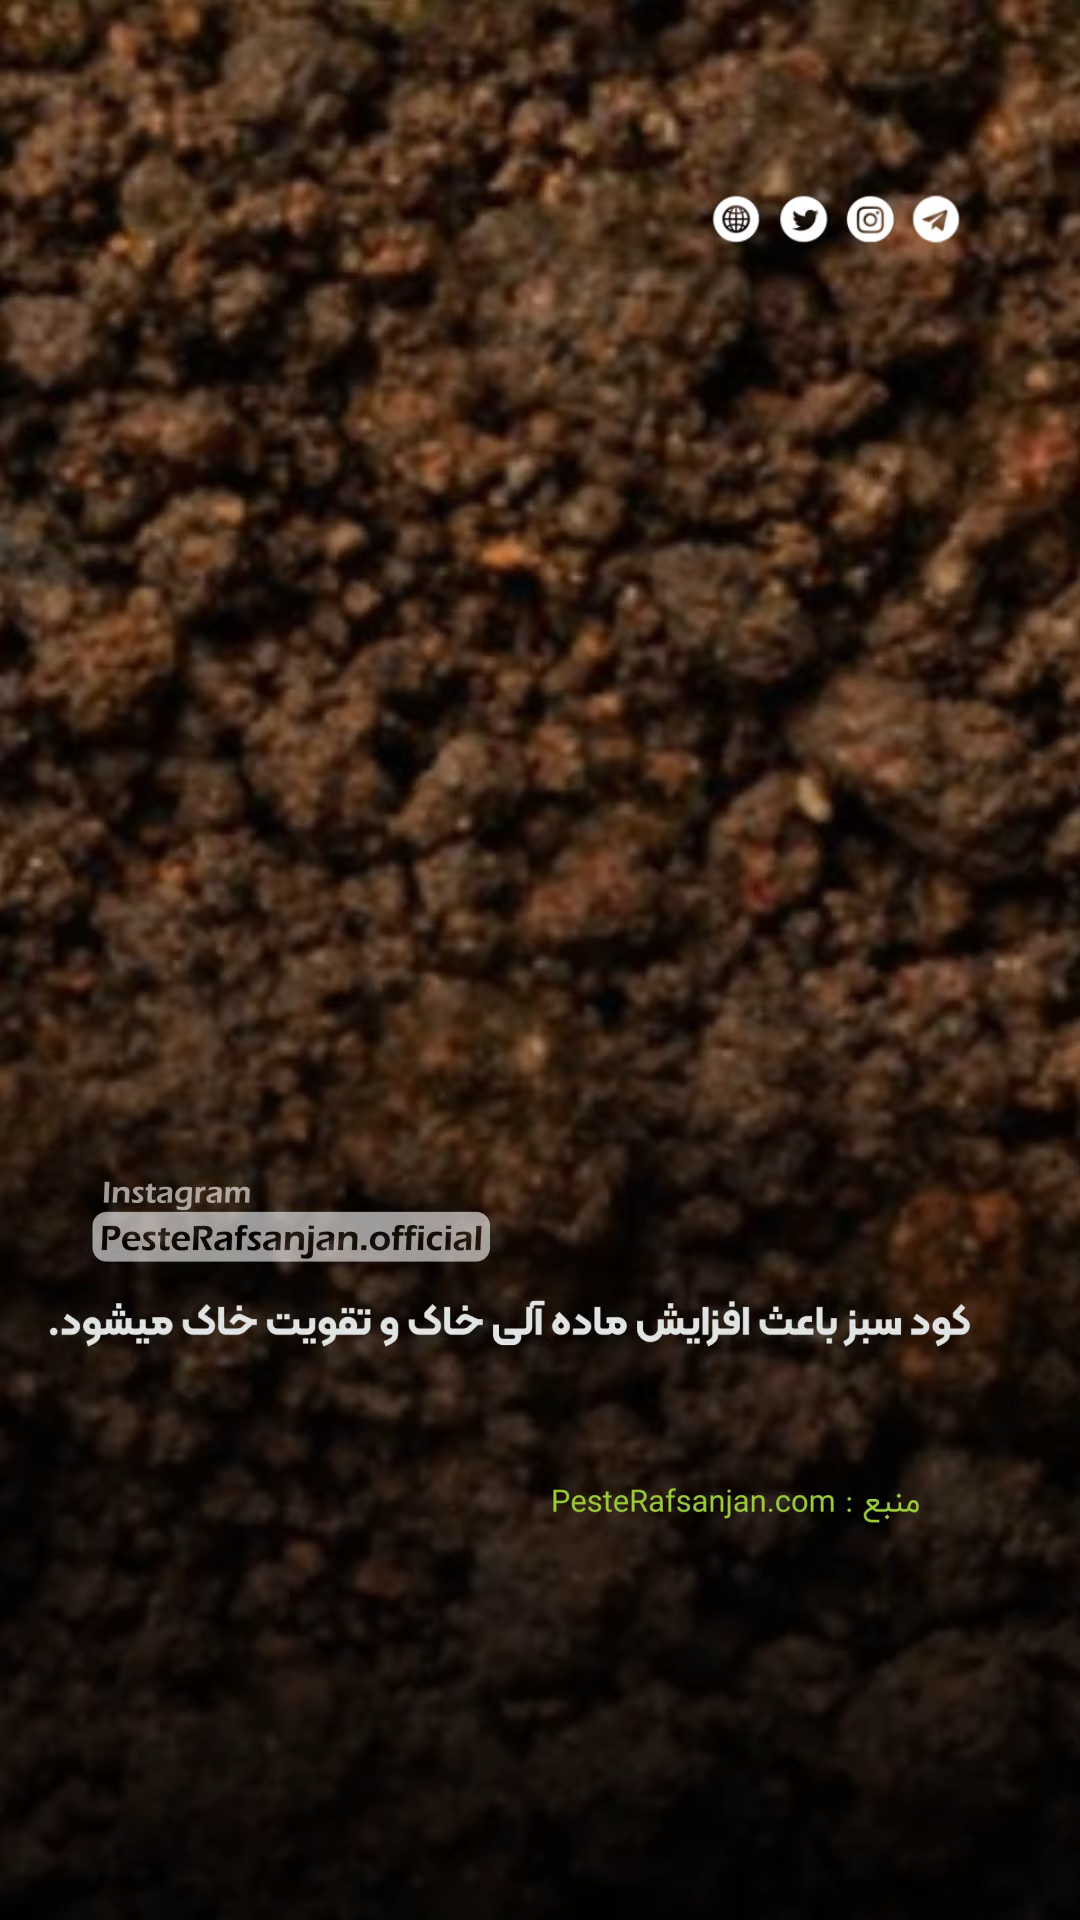 Instagram
PesteRafsanjan.official
کود سبز باعث افزایش ماده آلی خاک و تقویت خاک میشود.
منبع : PesteRafsanjan.com